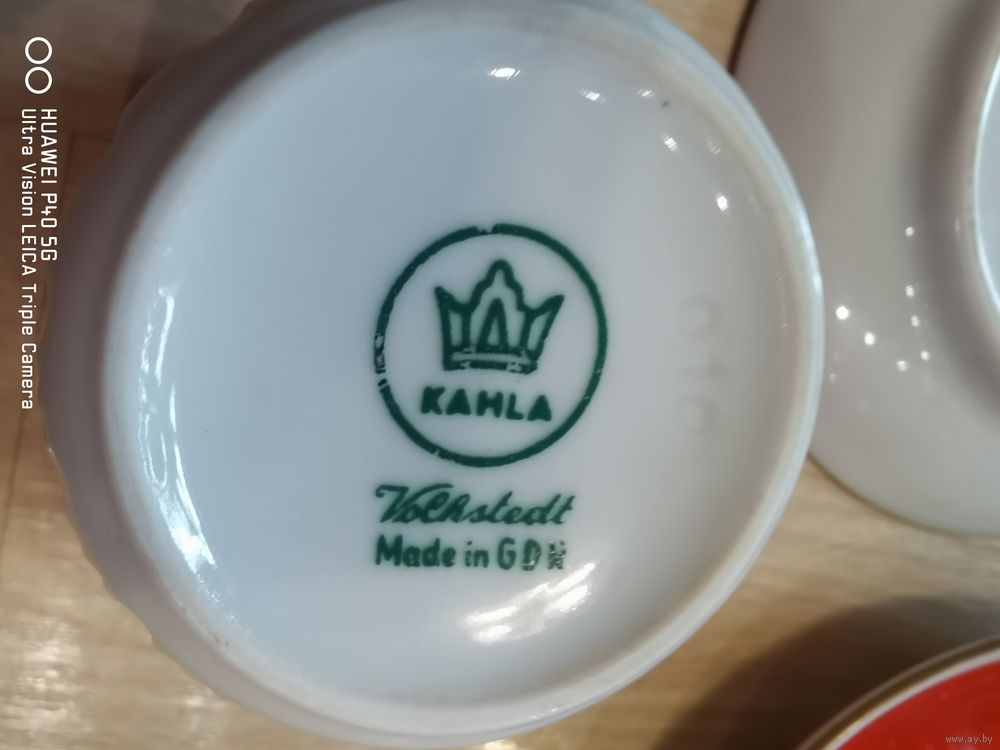 HUAWEI P40 5G
Ultra Vision LEICA Triple Camera
KAHLA
Volkstedt
Made in GDR
www.ay.by